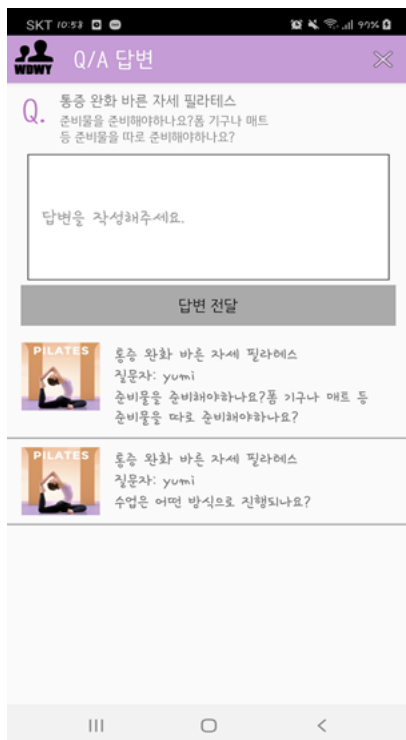 SKT 10:53
97%
WDWY
Q/A 답변
Q.
통증 완화 바른 자세 필라테스
준비물을 준비해야하나요?폼 기구나 매트
등 준비물을 따로 준비해야하나요?
답변을 작성해주세요.
답변 전달
PILATES
통증 완화 바른 자세 필라테스
질문자: yumi
준비물을 준비해야하나요?폼 기구나 매트 등
준비물을 따로 준비해야하나요?
PILATES
통증 완화 바른 자세 필라테스
질문자: yumi
수업은 어떤 방식으로 진행되나요?